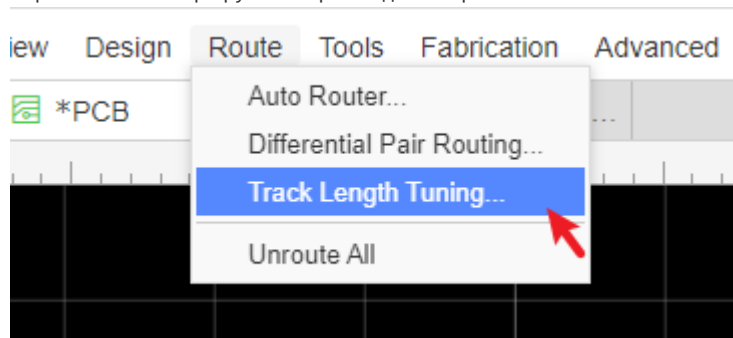 Design Route Tools Fabrication Advanced
*PCB
Auto Router...
...
Differential Pair Routing...
Track Length Tuning...
Unroute All